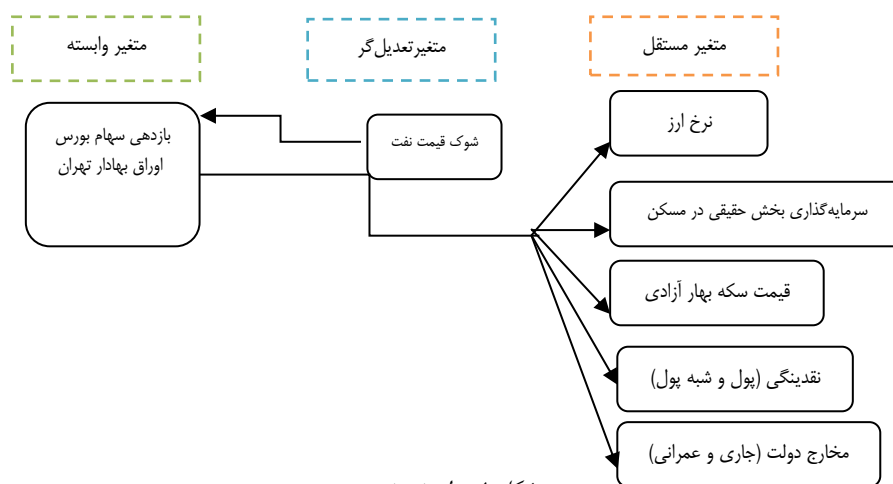 متغیر مستقل
متغیرتعدیل‌گر
متغیر وابسته
نرخ ارز
سرمایه‌گذاری بخش حقیقی در مسکن
قیمت سکه بهار آزادی
نقدینگی (پول و شبه پول)
مخارج دولت (جاری و عمرانی)
شوک قیمت نفت
بازدهی سهام بورس
اوراق بهادار تهران